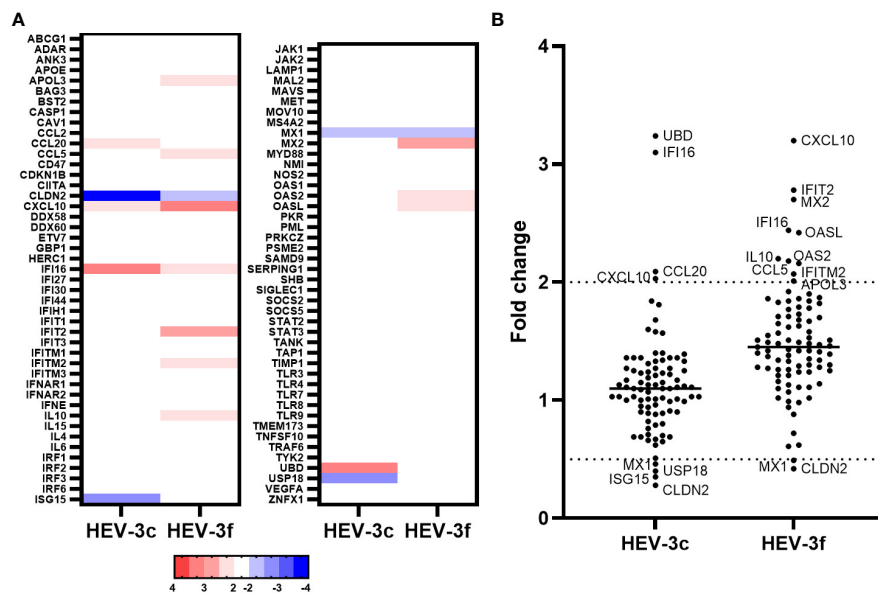 A
B
ABCG1
ADAR
ANK3
APOE
APOL3
BAG3
BST2
CASP1
CAV1
CCL2
CCL20
CCL5
CD47
CDKN1B
CIITA
CLDN2
CXCL10
DDX58
DDX60
ETV7
GBP1
HERC1
IFI16
IFI27
IFI30
IFI44
IFIH1
IFIT1
IFIT2
IFIT3
IFITM1
IFITM2
IFITM3
IFNAR1
IFNAR2
IFNE
IL10
IL15
IL4
IL6
IRF1
IRF2
IRF3
IRF6
ISG15
HEV-3c HEV-3f
JAK1
JAK2
LAMP1
MAL2
MAVS
MET
MOV10
MS4A2
MX1
MX2
MYD88
NMI
NOS2
OAS1
OAS2
OASL
PKR
PML
PRKCZ
PSME2
SAMD9
SERPING1
SHB
SIGLEC1
SOCS2
SOCS5
STAT2
STAT3
TANK
TAP1
TIMP1
TLR3
TLR4
TLR7
TLR8
TLR9
TMEM173
TNFSF10
TRAF6
TYK2
UBD
USP18
VEGFA
ZNFX1
HEV-3c HEV-3f
4 3 2 -2 -3 -4
Fold change
4
3
2
1
0
UBD
IFI16
CXCL10 CCL20
MX1
USP18
ISG15
CLDN2
CXCL10
IFIT2
MX2
IFI16
OASL
IL10 OAS2
CCL5 IFITM2
APOL3
MX1 CLDN2
HEV-3c HEV-3f